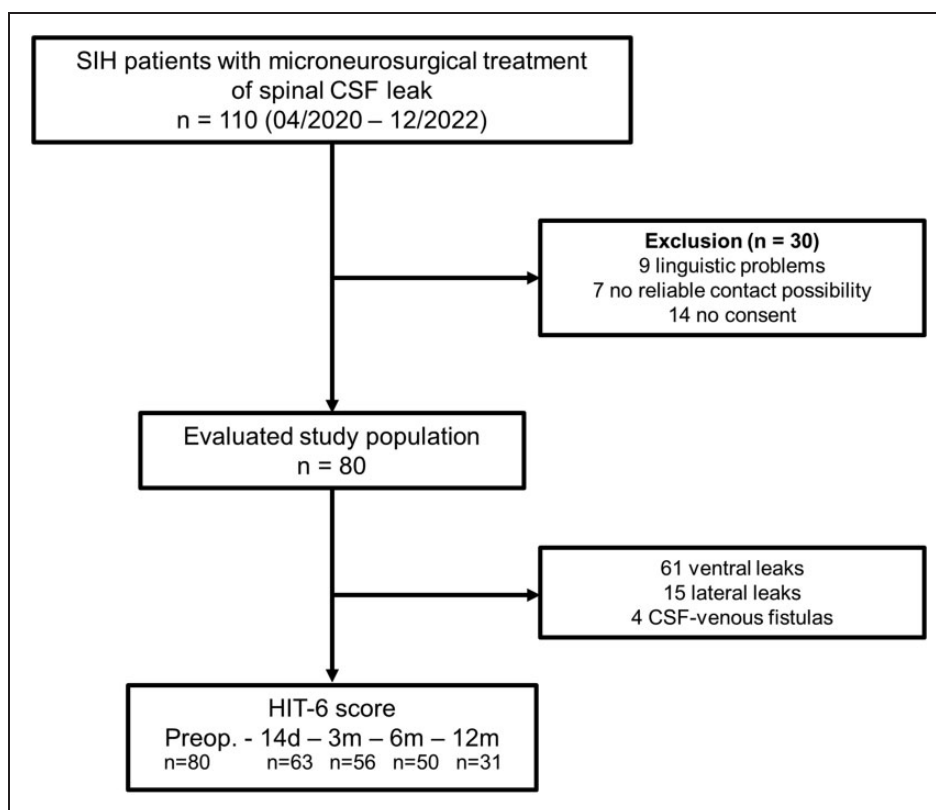 SIH patients with microneurosurgical treatment
of spinal CSF leak
n = 110 (04/2020 – 12/2022)
Exclusion (n = 30)
9 linguistic problems
7 no reliable contact possibility
14 no consent
Evaluated study population
n = 80
61 ventral leaks
15 lateral leaks
4 CSF-venous fistulas
HIT-6 score
Preop. - 14d – 3m – 6m – 12m
n=80 n=63 n=56 n=50 n=31